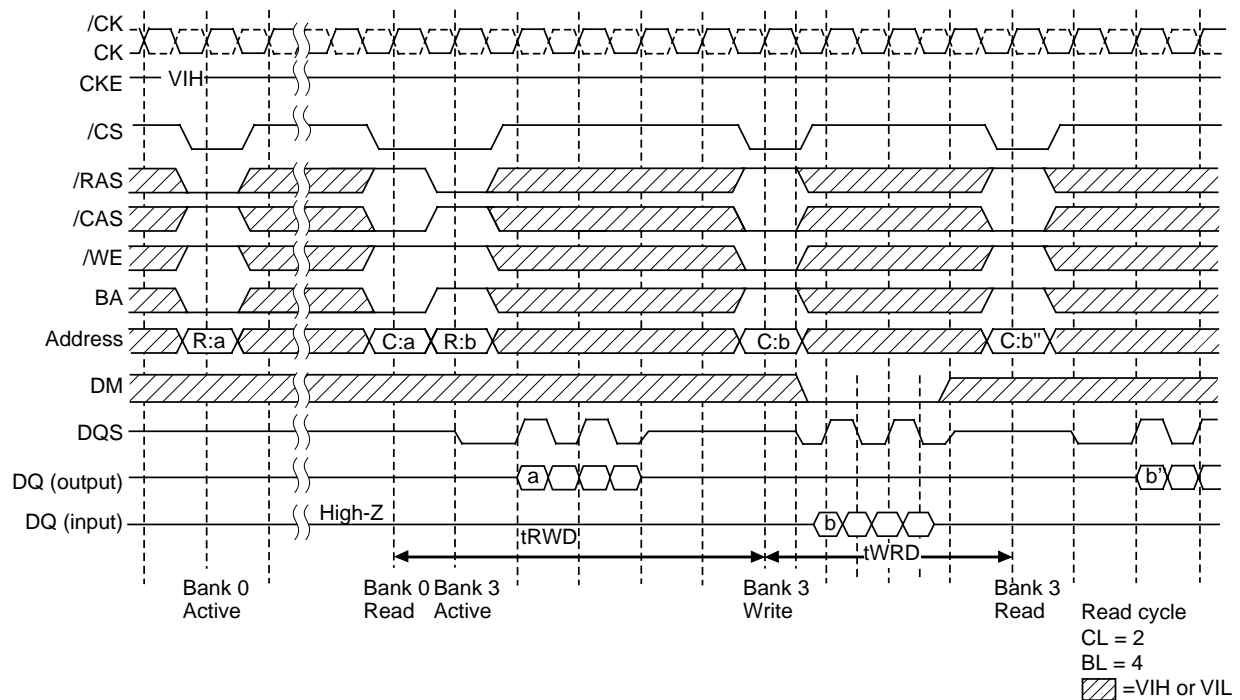 /CK
CK
CKE
VIH
/CS
/RAS
/CAS
/WE
BA
Address
R:a
C:a
R:b
C:b
C:b''
DM
DQS
DQ (output)
a
b''
DQ (input)
High-Z
b
tRWD
tWRD
Bank 0
Active
Bank 0
Read
Bank 3
Active
Bank 3
Write
Bank 3
Read
Read cycle
CL = 2
BL = 4
=VIH or VIL